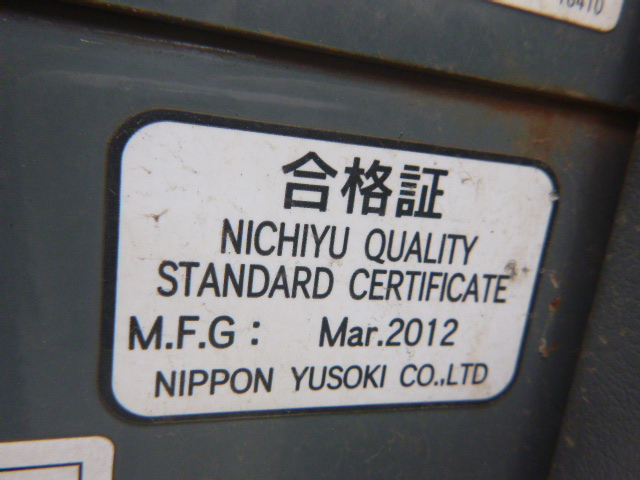 合格証
NICHIYU QUALITY
STANDARD CERTIFICATE
M.F.G : Mar.2012
NIPPON YUSOKI CO.,LTD